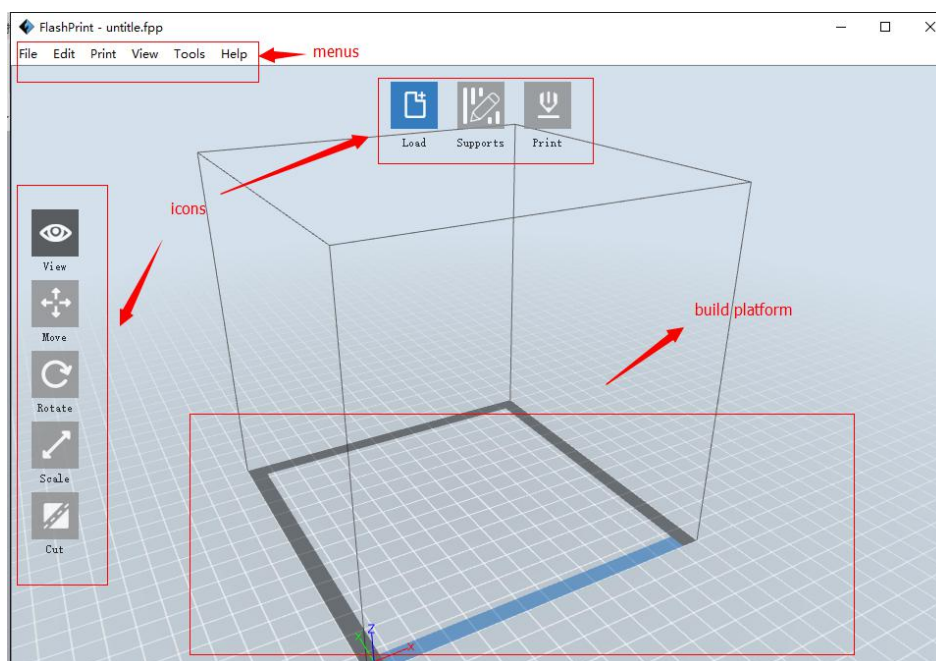 FlashPrint - untitle.fpp
File Edit Print View Tools Help
menus
Load Supports Print
icons
View
Move
build platform
Rotate
Scale
Cut
Z
X